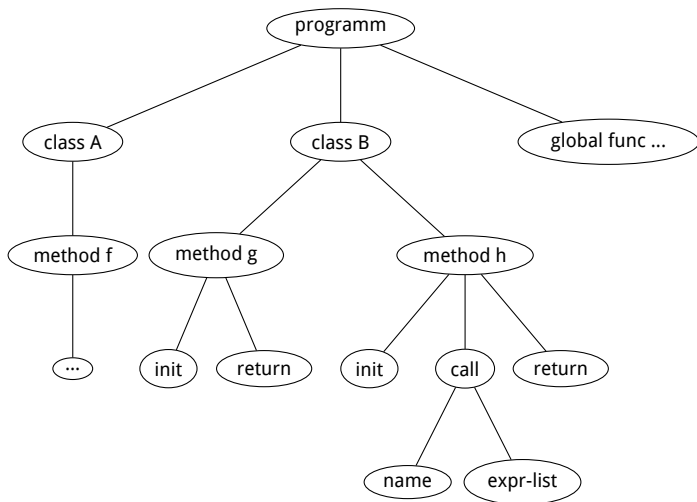 programm
class A
class B
global func ...
method f
method g
method h
...
init
return
init
call
return
name
expr-list